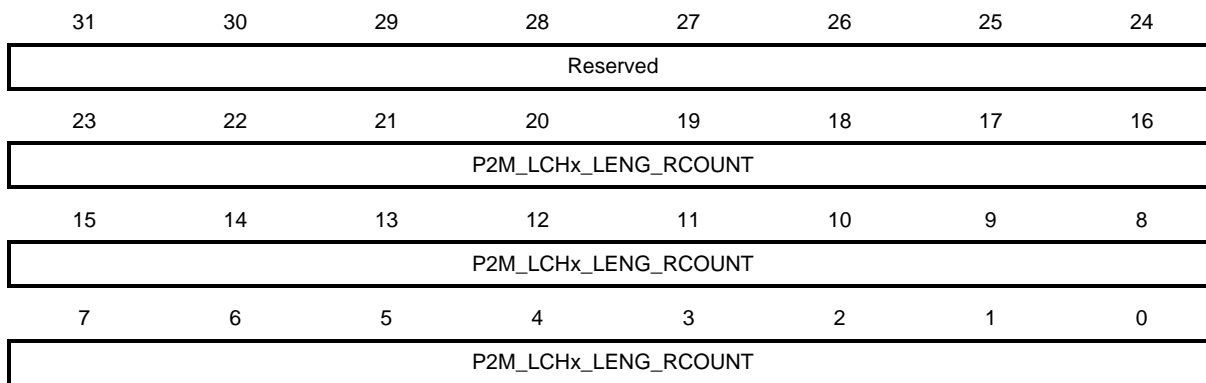 31 30 29 28 27 26 25 24
Reserved
23 22 21 20 19 18 17 16
P2M_LCHx_LENG_RCOUNT
15 14 13 12 11 10 9 8
P2M_LCHx_LENG_RCOUNT
7 6 5 4 3 2 1 0
P2M_LCHx_LENG_RCOUNT